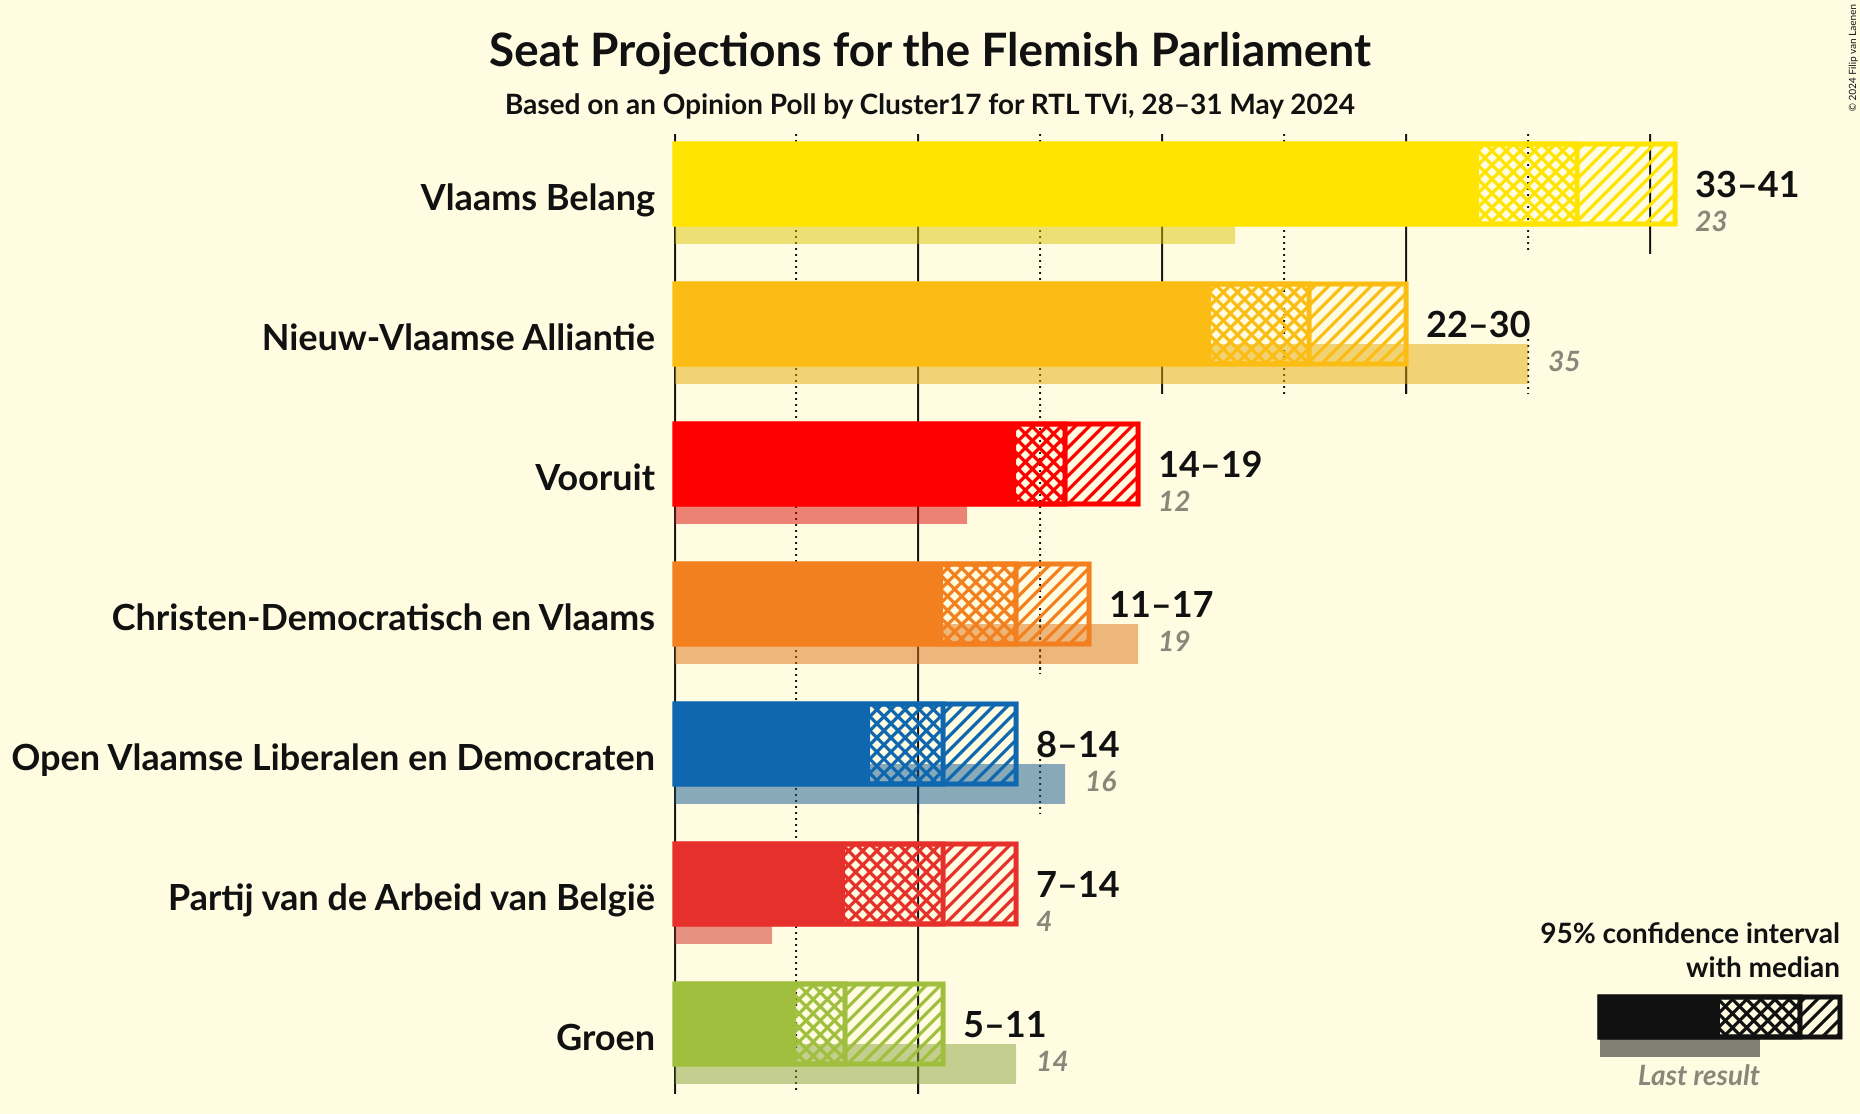 Seat Projections for the Flemish Parliament
Based on an Opinion Poll by Cluster17 for RTL TVi, 28–31 May 2024
© 2024 Filip van Laenen
Vlaams Belang
33–41
23
Nieuw-Vlaamse Alliantie
22–30
35
Vooruit
14–19
12
Christen-Democratisch en Vlaams
11–17
19
Open Vlaamse Liberalen en Democraten
8–14
16
Partij van de Arbeid van België
7–14
4
Groen
5–11
14
95% confidence interval
with median
Last result